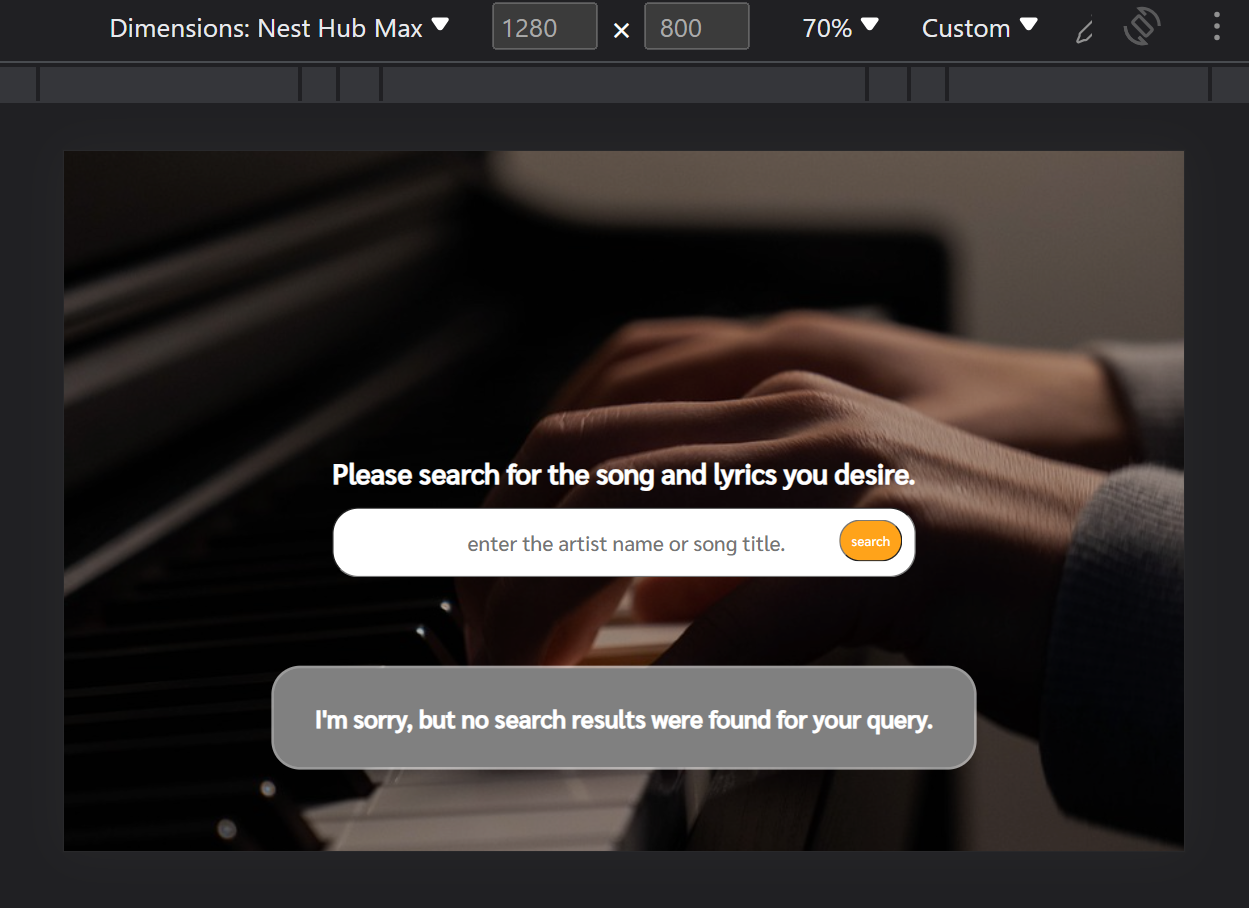 Dimensions: Nest Hub Max 1280 × 800 70% Custom
Please search for the song and lyrics you desire.
enter the artist name or song title. search
I'm sorry, but no search results were found for your query.